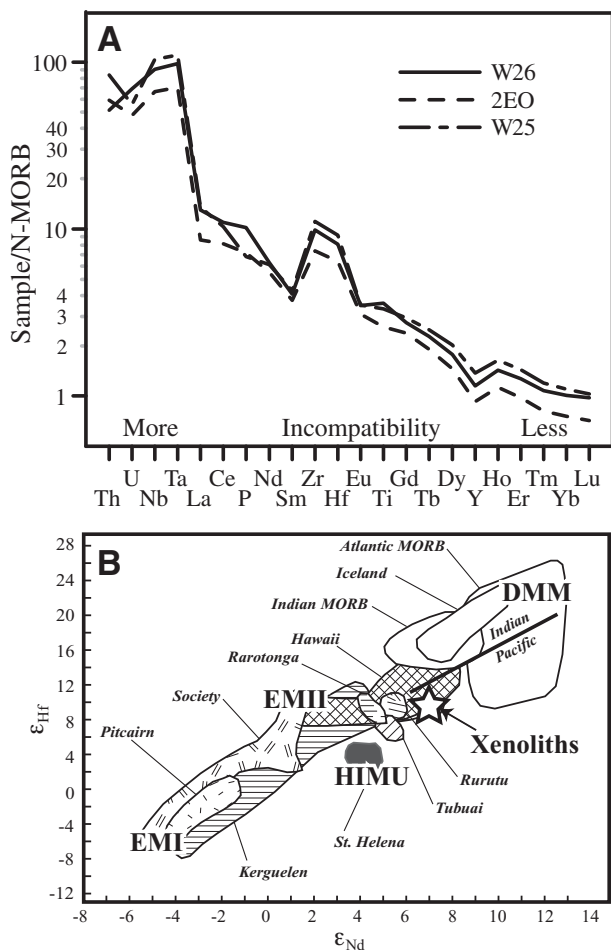 A
W26
2EO
W25
Sample/N-MORB
100
40
30
20
10
4
3
2
1
More Incompatibility Less
U Ta Ce Nd Zr Eu Gd Dy Ho Tm Lu
Th Nb La P Sm Hf Ti Tb Y Er Yb
B
28
24
20
16
12
8
4
0
-4
-8
-12
εHf
Atlantic MORB
Iceland
DMM
Indian MORB
Indian
Pacific
Hawaii
Rarotonga
EMII
Society
Xenoliths
Pitcairn
HIMU
Rurutu
Tubuai
EMI
St. Helena
Kerguelen
-8 -6 -4 -2 0 2 4 6 8 10 12 14
εNd